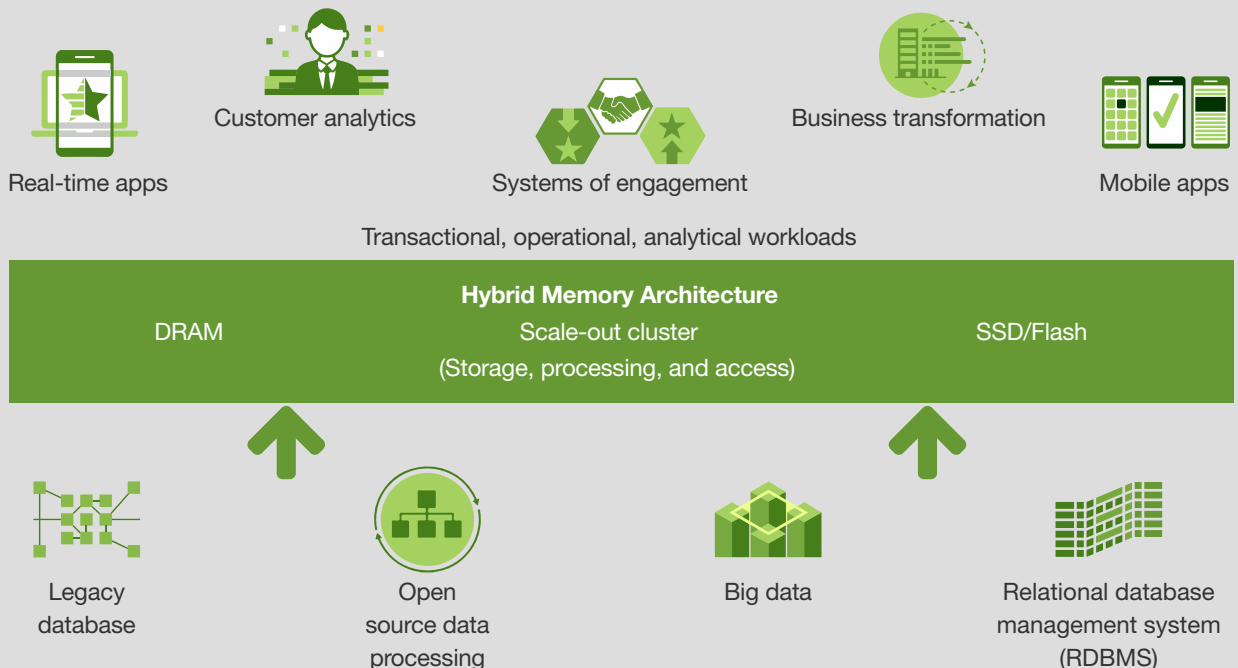 Customer analytics
Business transformation
Real-time apps
Systems of engagement
Mobile apps
Transactional, operational, analytical workloads
Hybrid Memory Architecture
DRAM
Scale-out cluster
(Storage, processing, and access)
SSD/Flash
Legacy
database
Open
source data
processing
Big data
Relational database
management system
(RDBMS)